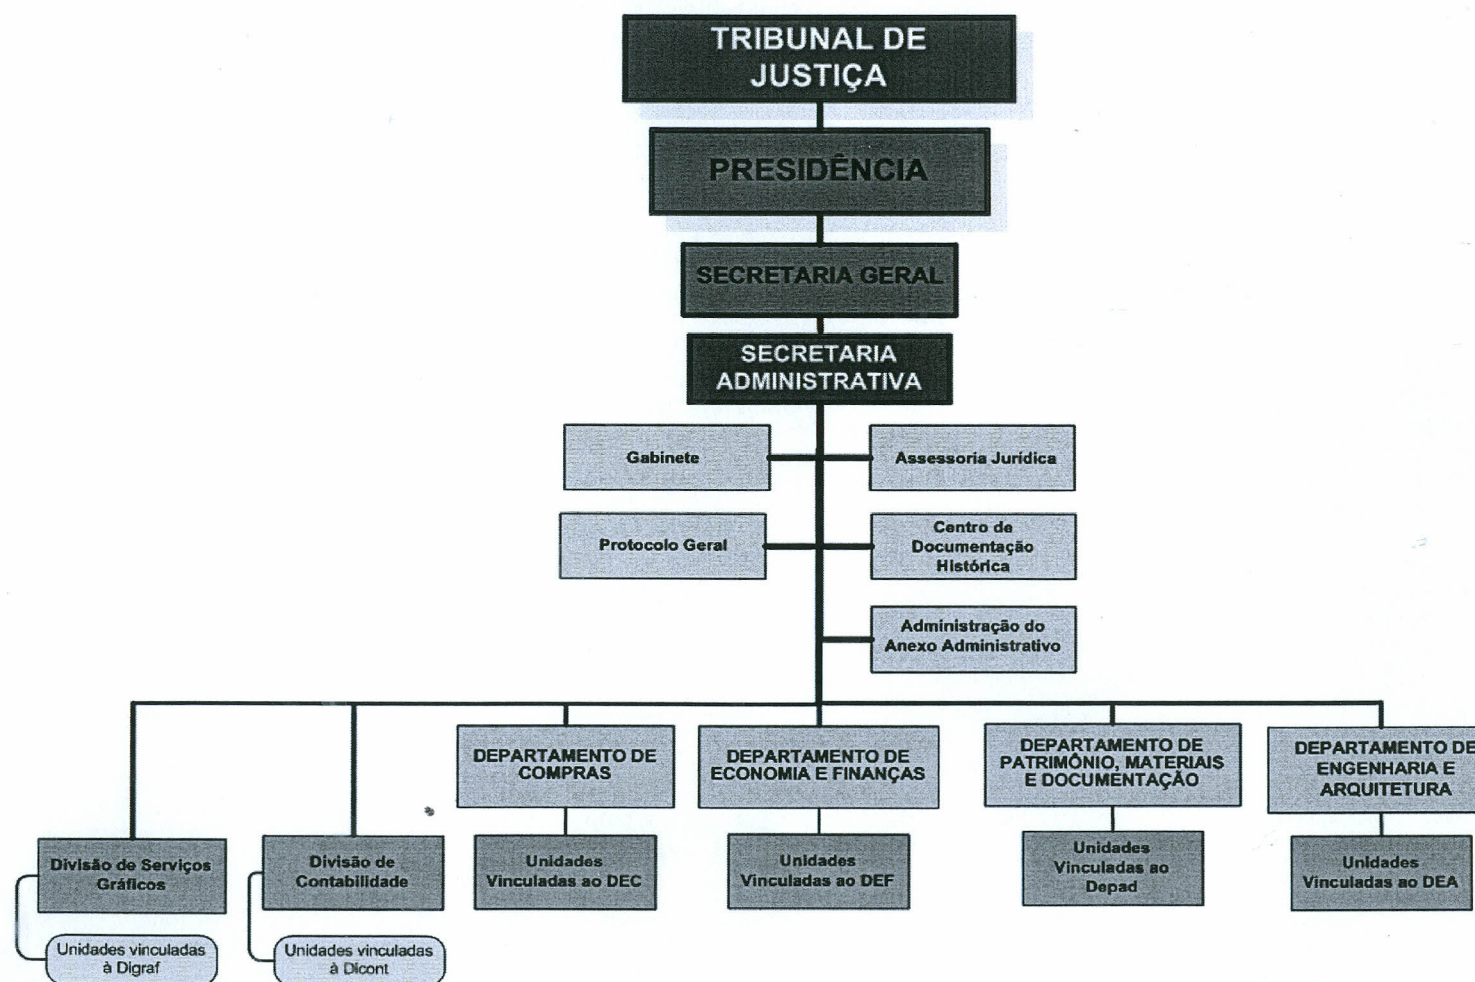 TRIBUNAL DE
JUSTIÇA
PRESIDÊNCIA
SECRETARIA GERAL
SECRETARIA
ADMINISTRATIVA
Gabinete
Assessoria Jurídica
Protocolo Geral
Centro de
Documentação
Histórica
Administração do
Anexo Administrativo
DEPARTAMENTO DE
COMPRAS
DEPARTAMENTO DE
ECONOMIA E FINANÇAS
DEPARTAMENTO DE
PATRIMÔNIO, MATERIAIS
E DOCUMENTAÇÃO
DEPARTAMENTO DE
ENGENHARIA E
ARQUITETURA
Divisão de Serviços
Gráficos
Divisão de
Contabilidade
Unidades
Vinculadas ao DEC
Unidades
Vinculadas ao DEF
Unidades
Vinculadas ao
Depad
Unidades
Vinculadas ao DEA
Unidades vinculadas
à Digraf
Unidades vinculadas
à Dicont